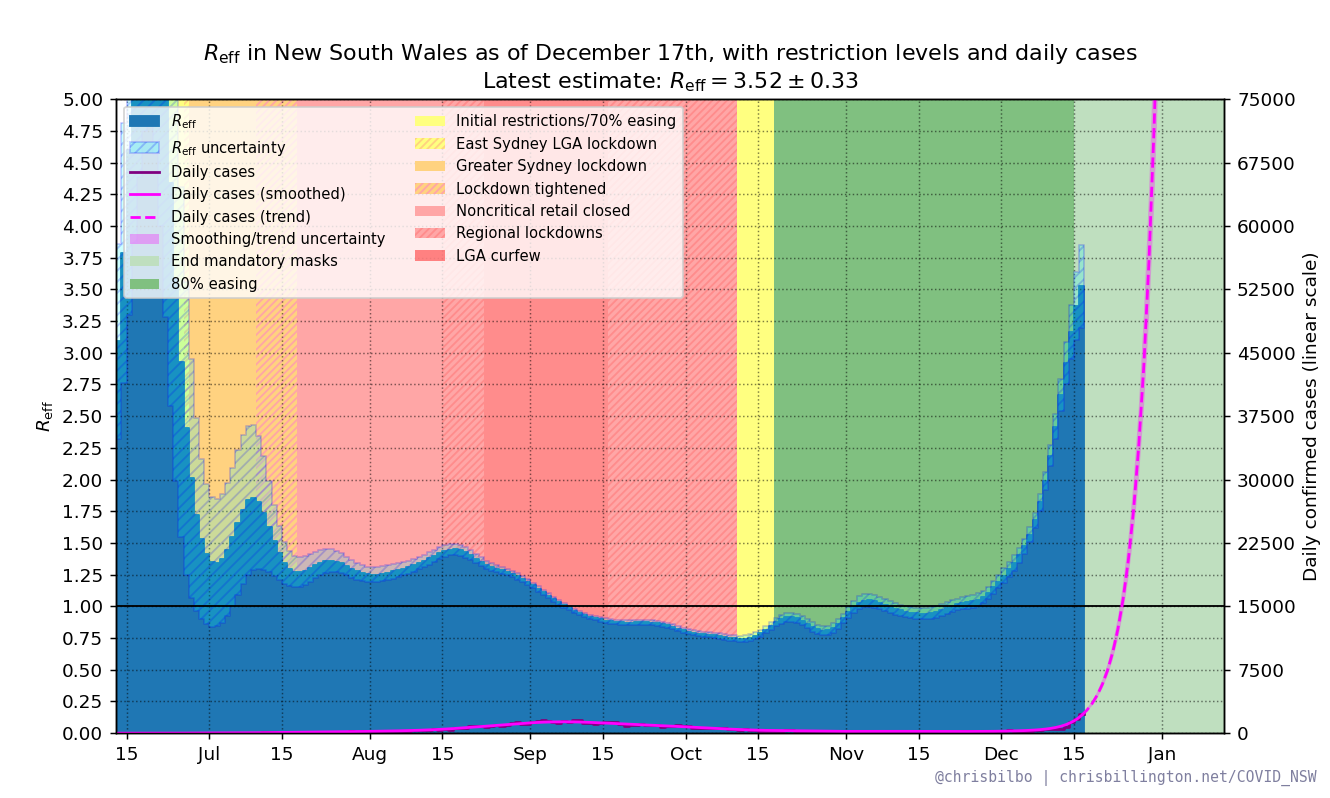 Reff in New South Wales as of December 17th, with restriction levels and daily cases
Latest estimate: Reff = 3.52 ± 0.33
Reff
Reff uncertainty
Daily cases
Daily cases (smoothed)
Daily cases (trend)
Smoothing/trend uncertainty
End mandatory masks
80% easing
Initial restrictions/70% easing
East Sydney LGA lockdown
Greater Sydney lockdown
Lockdown tightened
Noncritical retail closed
Regional lockdowns
LGA curfew
Reff
5.00
4.75
4.50
4.25
4.00
3.75
3.50
3.25
3.00
2.75
2.50
2.25
2.00
1.75
1.50
1.25
1.00
0.75
0.50
0.25
0.00
75000
67500
60000
52500
45000
37500
30000
22500
15000
7500
0
Daily confirmed cases (linear scale)
15 Jul 15 Aug 15 Sep 15 Oct 15 Nov 15 Dec 15 Jan
@chrisbilbo | chrisbillington.net/COVID_NSW